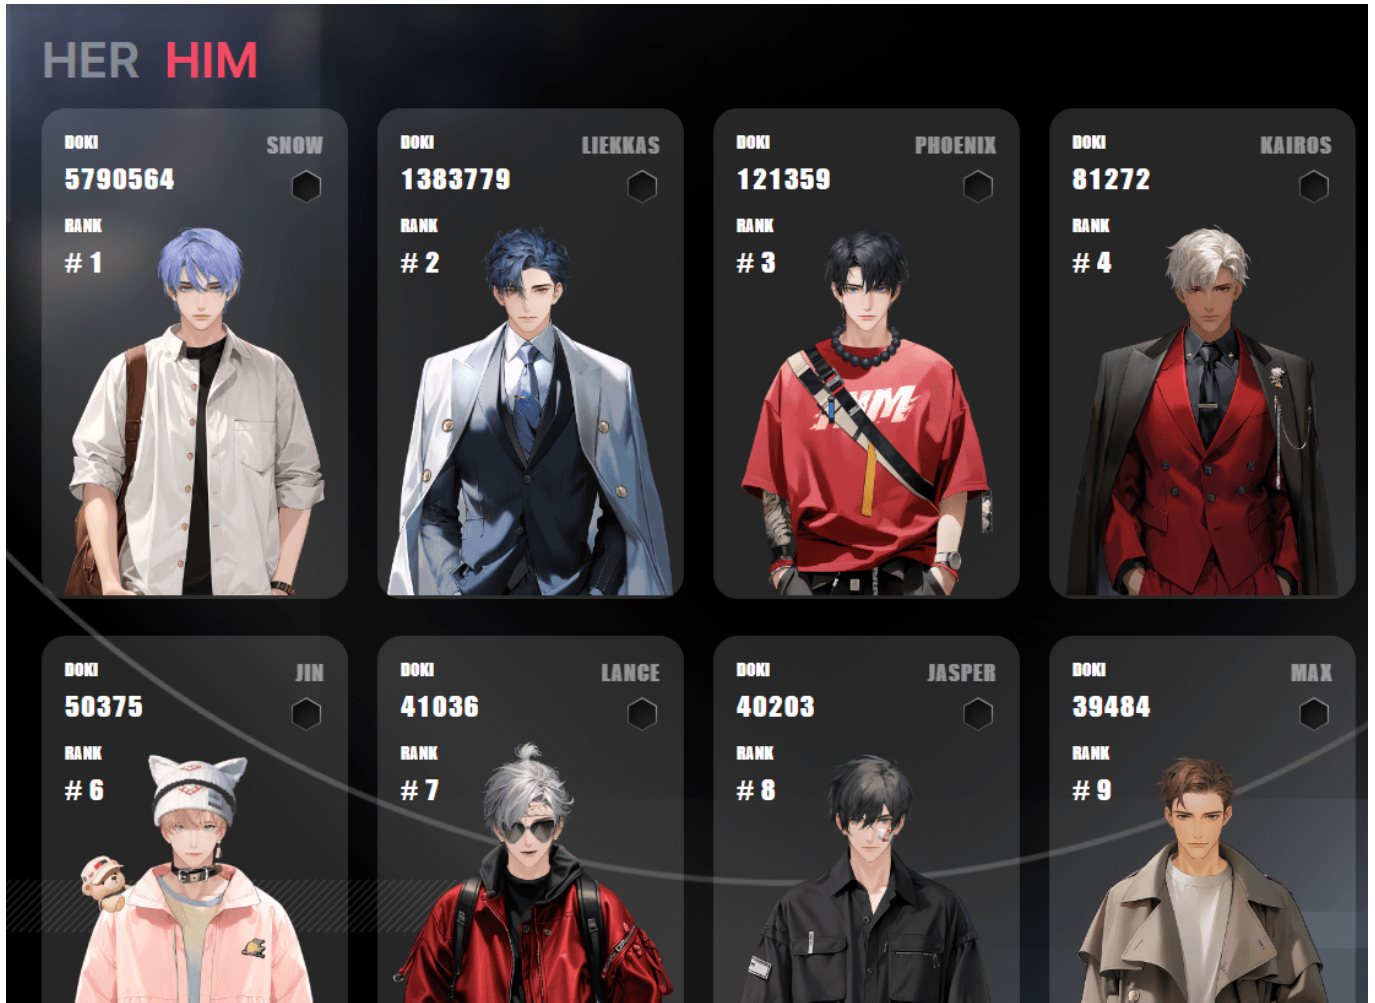 HER HIM
DOKI SNOW
5790564
RANK
# 1
DOKI LIEKKAS
1383779
RANK
# 2
DOKI PHOENIX
121359
RANK
# 3
DOKI KAIROS
81272
RANK
# 4
DOKI JIN
50375
RANK
# 6
DOKI LANCE
41036
RANK
# 7
DOKI JASPER
40203
RANK
# 8
DOKI MAX
39484
RANK
# 9